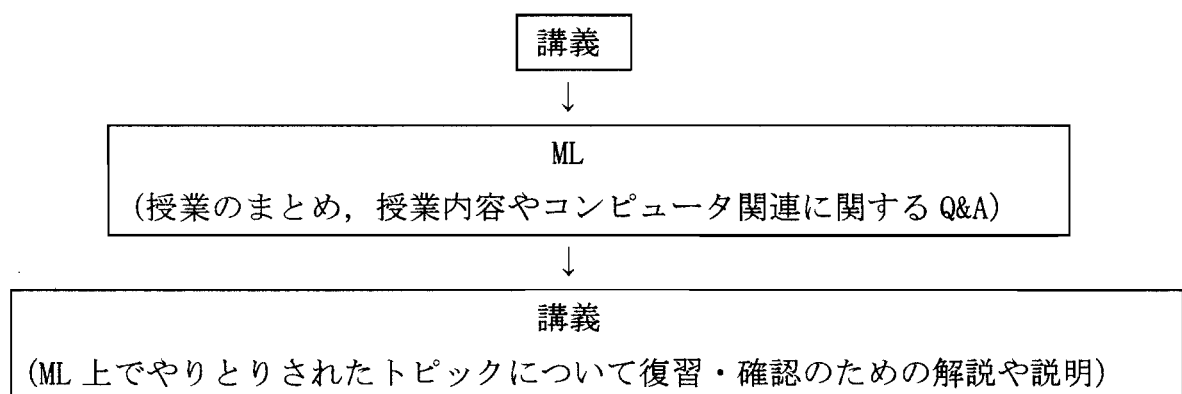 講義
↓
ML
(授業のまとめ，授業内容やコンピュータ関連に関する Q&A)
↓
講義
(ML 上でやりとりされたトピックについて復習・確認のための解説や説明)